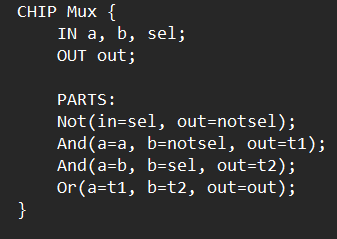 CHIP Mux {
    IN a, b, sel;
    OUT out;

    PARTS:
    Not(in=sel, out=notsel);
    And(a=a, b=notsel, out=t1);
    And(a=b, b=sel, out=t2);
    Or(a=t1, b=t2, out=out);
}